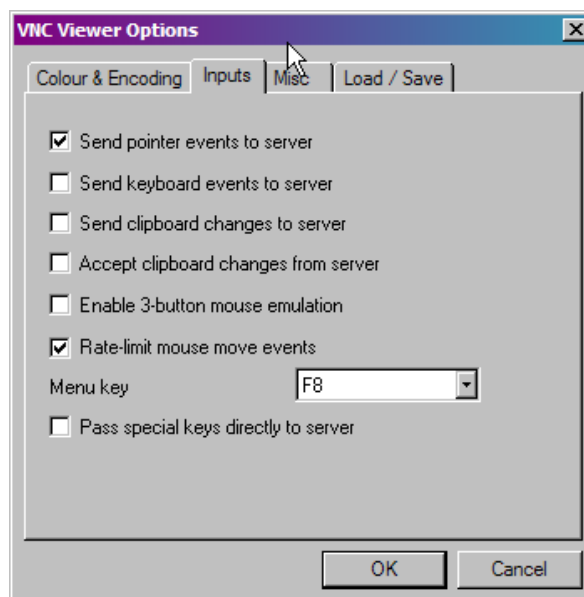 VNC Viewer Options
Colour & Encoding Inputs Misc Load / Save
Send pointer events to server
Send keyboard events to server
Send clipboard changes to server
Accept clipboard changes from server
Enable 3-button mouse emulation
Rate-limit mouse move events
Menu key F8
Pass special keys directly to server
OK Cancel